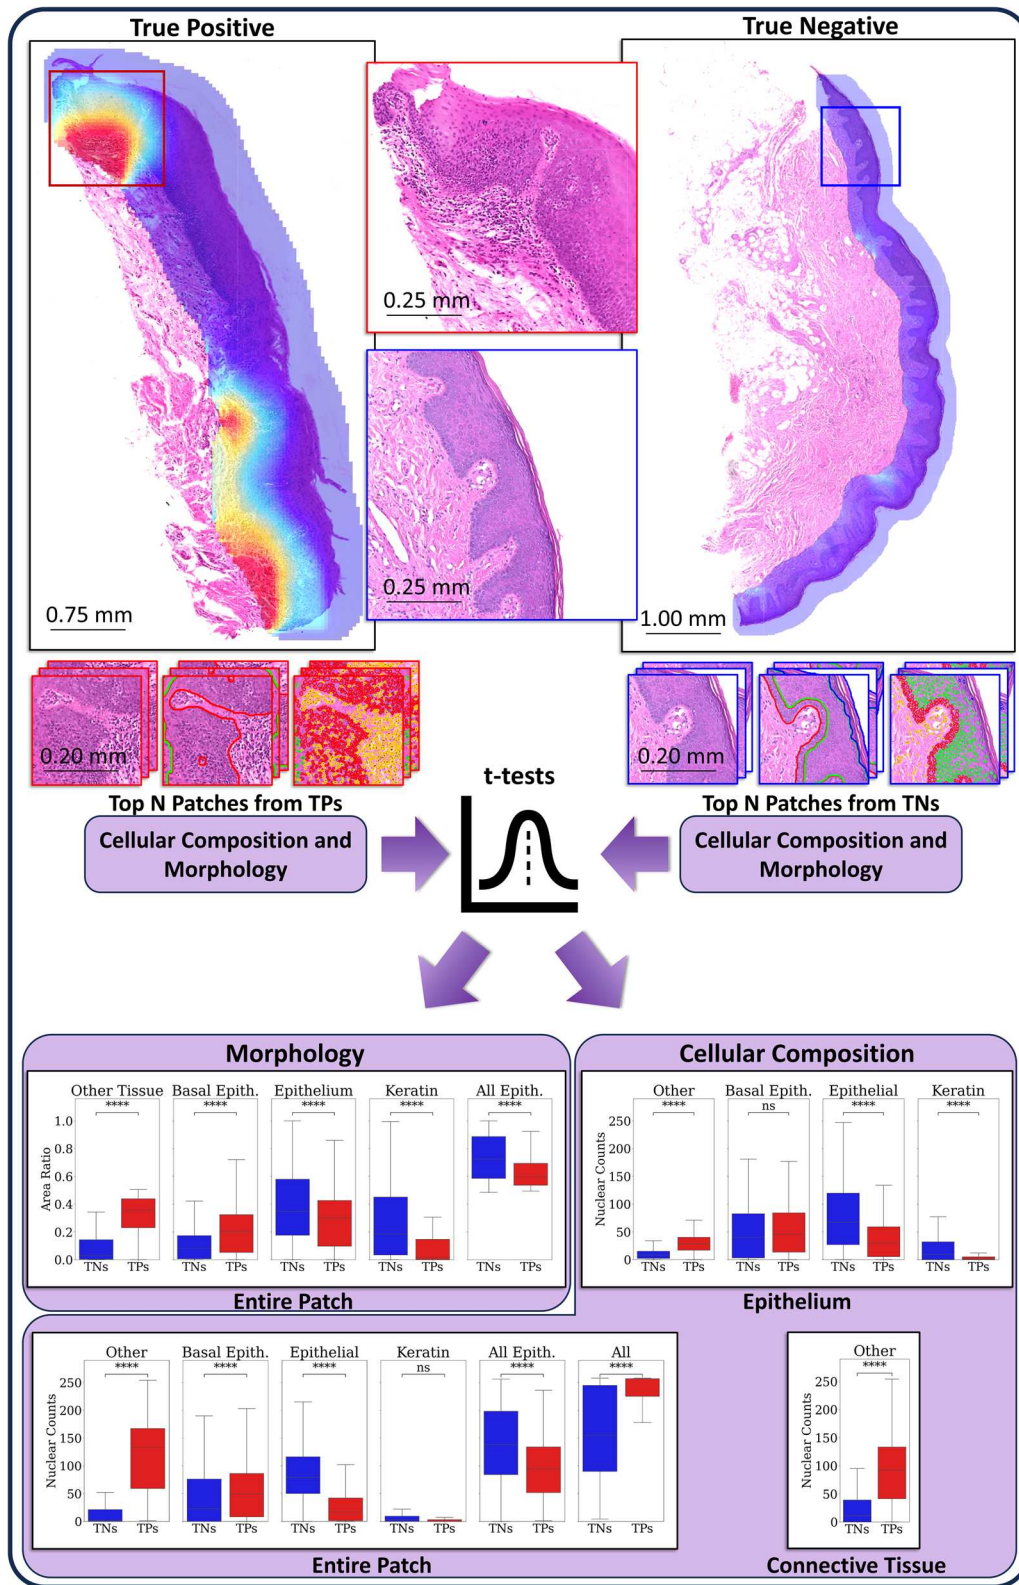 True Positive
True Negative
0.25 mm
0.25 mm
0.75 mm
1.00 mm
0.20 mm
0.20 mm
Top N Patches from TPs
t-tests
Top N Patches from TNs
Cellular Composition and
Morphology
Cellular Composition and
Morphology
Morphology
Other Tissue Basal Epith. Epithelium Keratin All Epith.
**** **** **** **** ****
Area Ratio
1.0
0.8
0.6
0.4
0.2
0.0
TNs TPs TNs TPs TNs TPs TNs TPs TNs TPs
Entire Patch
Cellular Composition
Other Basal Epith. Epithelial Keratin
**** ns **** ****
Nuclear Counts
250
200
150
100
50
0
TNs TPs TNs TPs TNs TPs TNs TPs
Epithelium
Other Basal Epith. Epithelial Keratin All Epith. All
**** **** **** ns **** ****
Nuclear Counts
250
200
150
100
50
0
TNs TPs TNs TPs TNs TPs TNs TPs TNs TPs TNs TPs
Entire Patch
Other
****
Nuclear Counts
250
200
150
100
50
0
TNs TPs
Connective Tissue